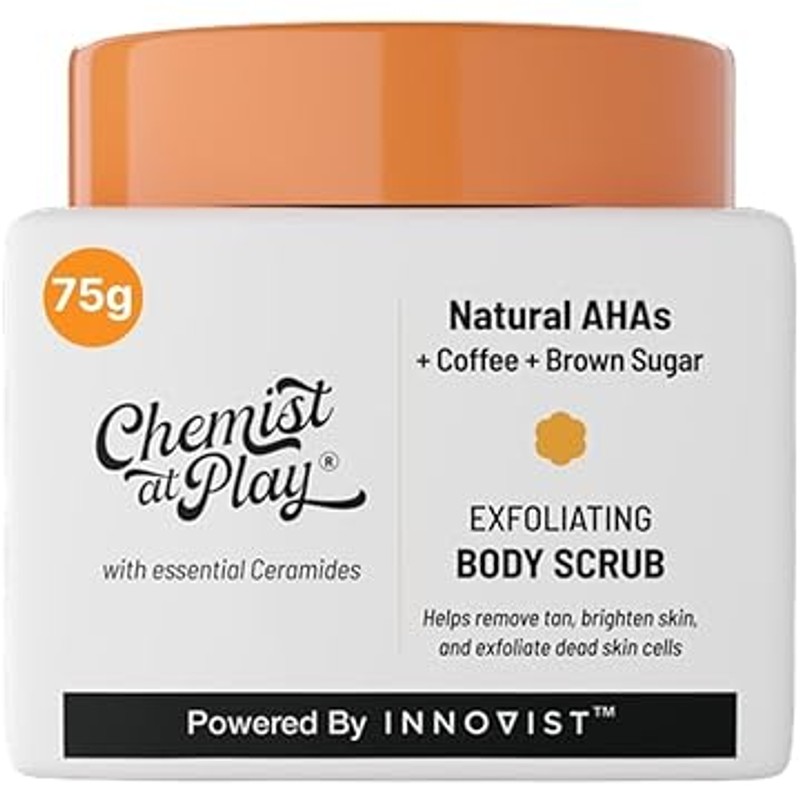 75g
Chemist
at Play®
with essential Ceramides
Natural AHAs
+ Coffee + Brown Sugar
EXFOLIATING
BODY SCRUB
Helps remove tan, brighten skin,
and exfoliate dead skin cells
Powered By INNOVIST™